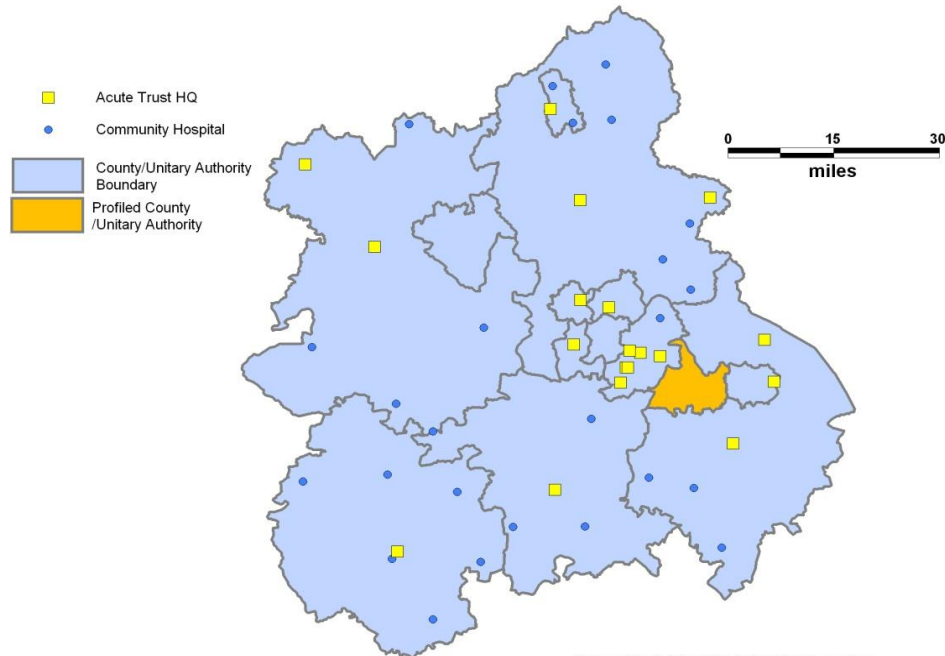 Acute Trust HQ
Community Hospital
County/Unitary Authority
Boundary
Profiled County
/Unitary Authority
0 15 30
miles